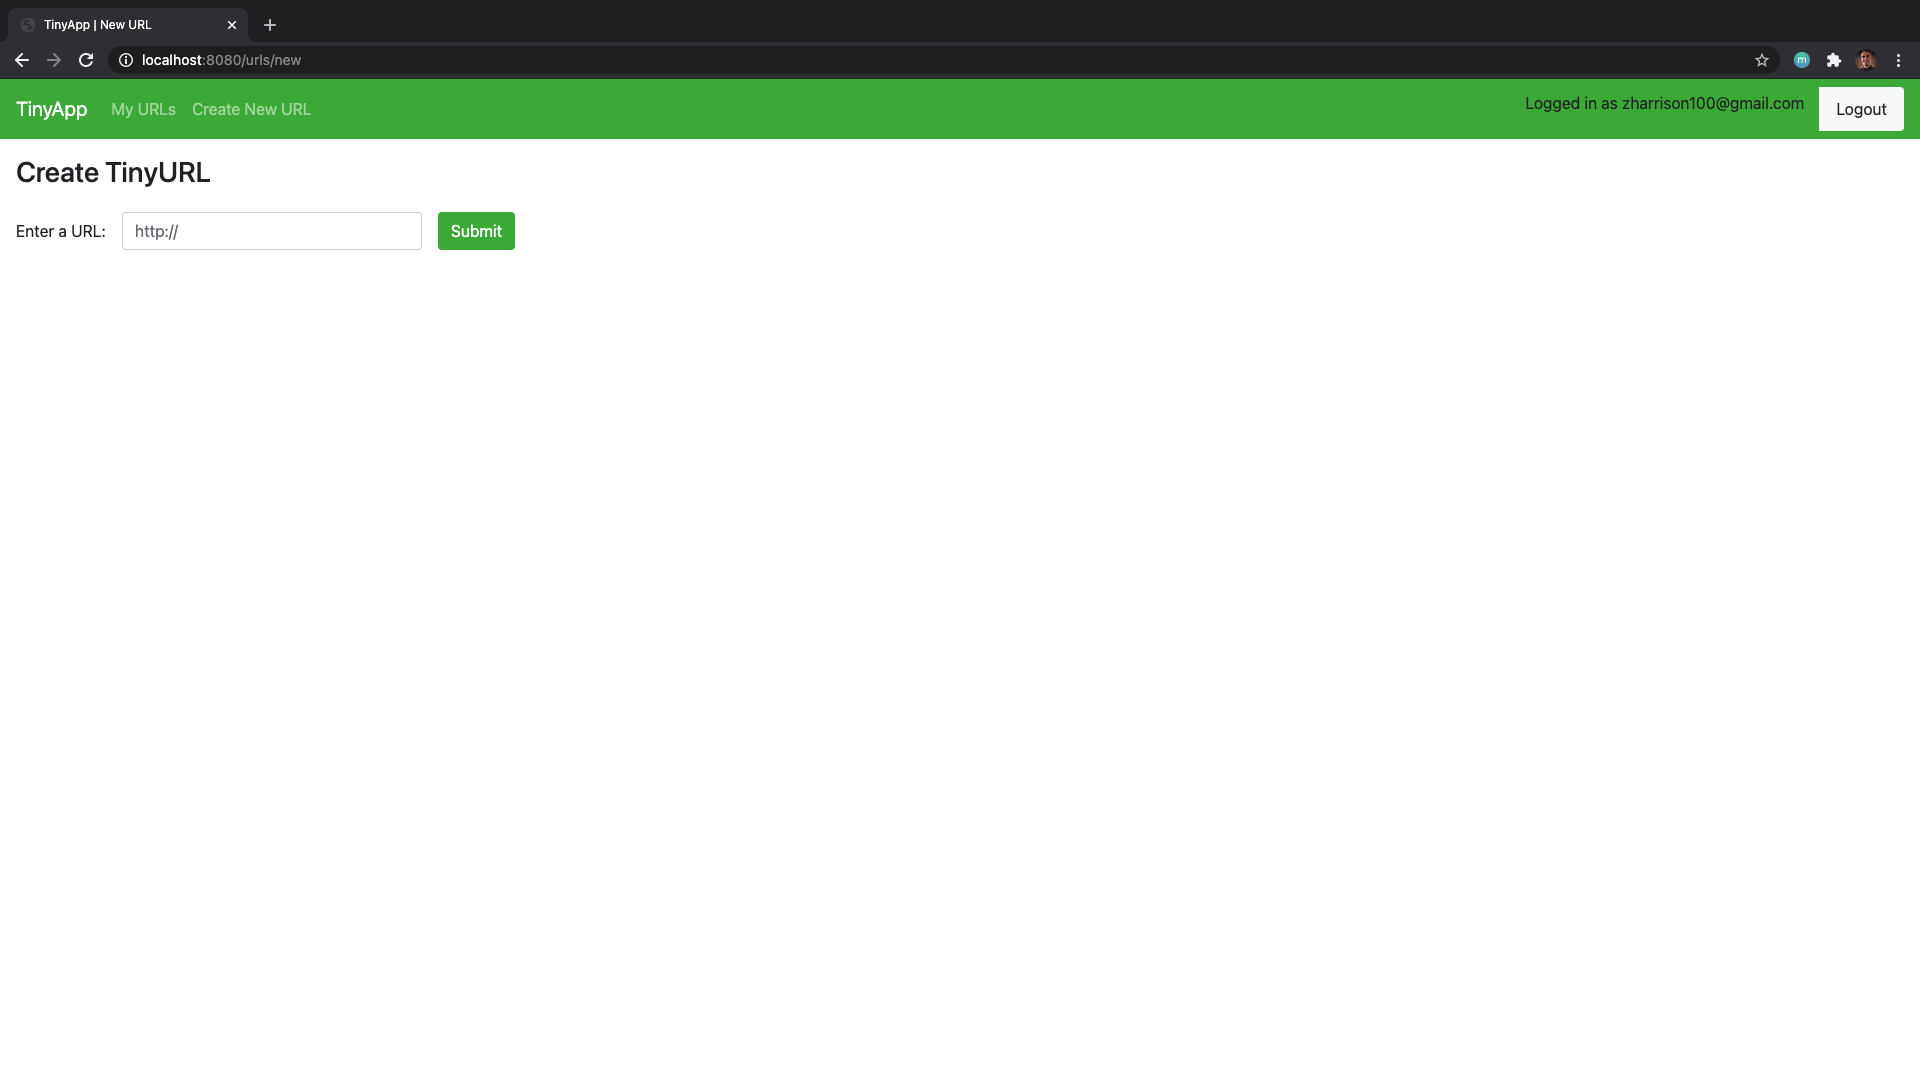 TinyApp | New URL
localhost:8080/urls/new
m
TinyApp My URLs Create New URL Logged in as zharrison100@gmail.com Logout
Create TinyURL
Enter a URL: http:// Submit